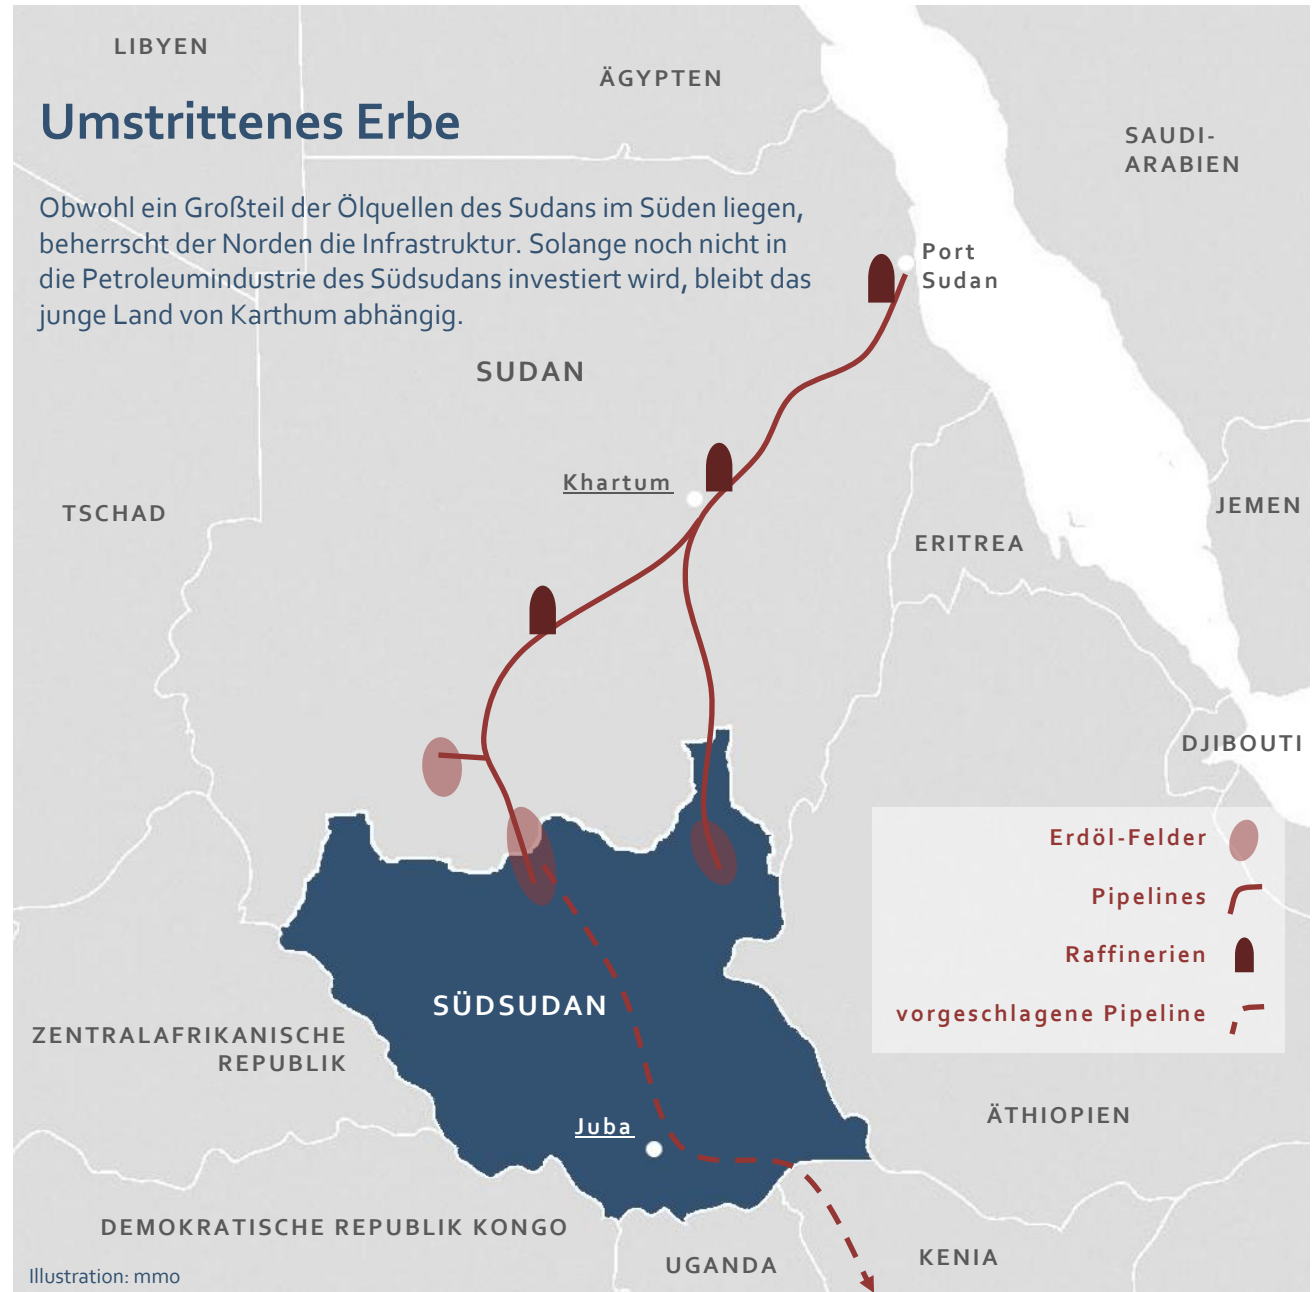 LIBYEN
ÄGYPTEN
Umstrittenes Erbe
SAUDI-
ARABIEN
Obwohl ein Großteil der Ölquellen des Sudans im Süden liegen,
beherrscht der Norden die Infrastruktur. Solange noch nicht in
die Petroleumindustrie des Südsudans investiert wird, bleibt das
junge Land von Karthum abhängig.
Port
Sudan
SUDAN
Khartum
TSCHAD
JEMEN
ERITREA
DJIBOUTI
Erdöl-Felder
Pipelines
Raffinerien
vorgeschlagene Pipeline
SÜDSUDAN
ZENTRALAFRIKANISCHE
REPUBLIK
ÄTHIOPIEN
Juba
DEMOKRATISCHE REPUBLIK KONGO
UGANDA
KENIA
Illustration: mmo